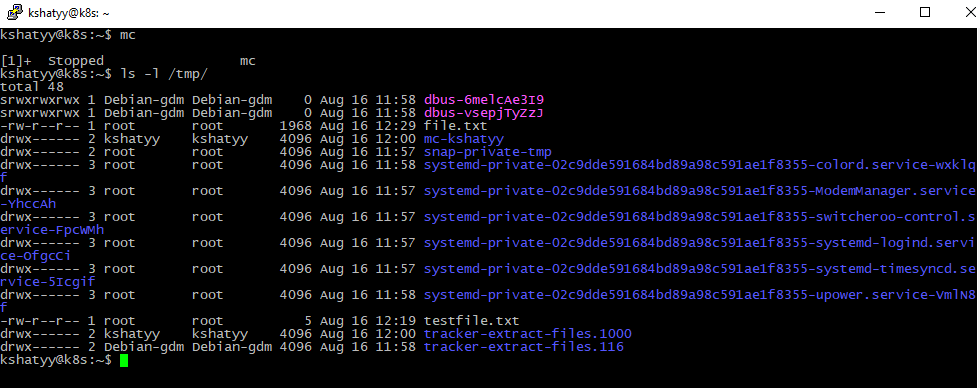 kshatyy@k8s: ~
kshatyy@k8s:~$ mc
[1]+  Stopped                 mc
kshatyy@k8s:~$ ls -l /tmp/
total 48
srwxrwxrwx 1 Debian-gdm Debian-gdm    0 Aug 16 11:58 dbus-6melcAe3I9
srwxrwxrwx 1 Debian-gdm Debian-gdm    0 Aug 16 11:58 dbus-vsepjTyZzJ
-rw-r--r-- 1 root       root       1968 Aug 16 12:29 file.txt
drwx------ 2 kshatyy    kshatyy    4096 Aug 16 12:00 mc-kshatyy
drwx------ 2 root       root       4096 Aug 16 11:57 snap-private-tmp
drwx------ 3 root       root       4096 Aug 16 11:58 systemd-private-02c9dde591684bd89a98c591ae1f8355-colord.service-wxklq
f
drwx------ 3 root       root       4096 Aug 16 11:57 systemd-private-02c9dde591684bd89a98c591ae1f8355-ModemManager.service
-YhccAh
drwx------ 3 root       root       4096 Aug 16 11:57 systemd-private-02c9dde591684bd89a98c591ae1f8355-switcheroo-control.s
ervice-FpcWMh
drwx------ 3 root       root       4096 Aug 16 11:57 systemd-private-02c9dde591684bd89a98c591ae1f8355-systemd-logind.servi
ce-OfgcCi
drwx------ 3 root       root       4096 Aug 16 11:57 systemd-private-02c9dde591684bd89a98c591ae1f8355-systemd-timesyncd.se
rvice-5Icgif
drwx------ 3 root       root       4096 Aug 16 11:58 systemd-private-02c9dde591684bd89a98c591ae1f8355-upower.service-VmlN8
f
-rw-r--r-- 1 root       root          5 Aug 16 12:19 testfile.txt
drwx------ 2 kshatyy    kshatyy    4096 Aug 16 12:00 tracker-extract-files.1000
drwx------ 2 Debian-gdm Debian-gdm 4096 Aug 16 11:58 tracker-extract-files.116
kshatyy@k8s:~$